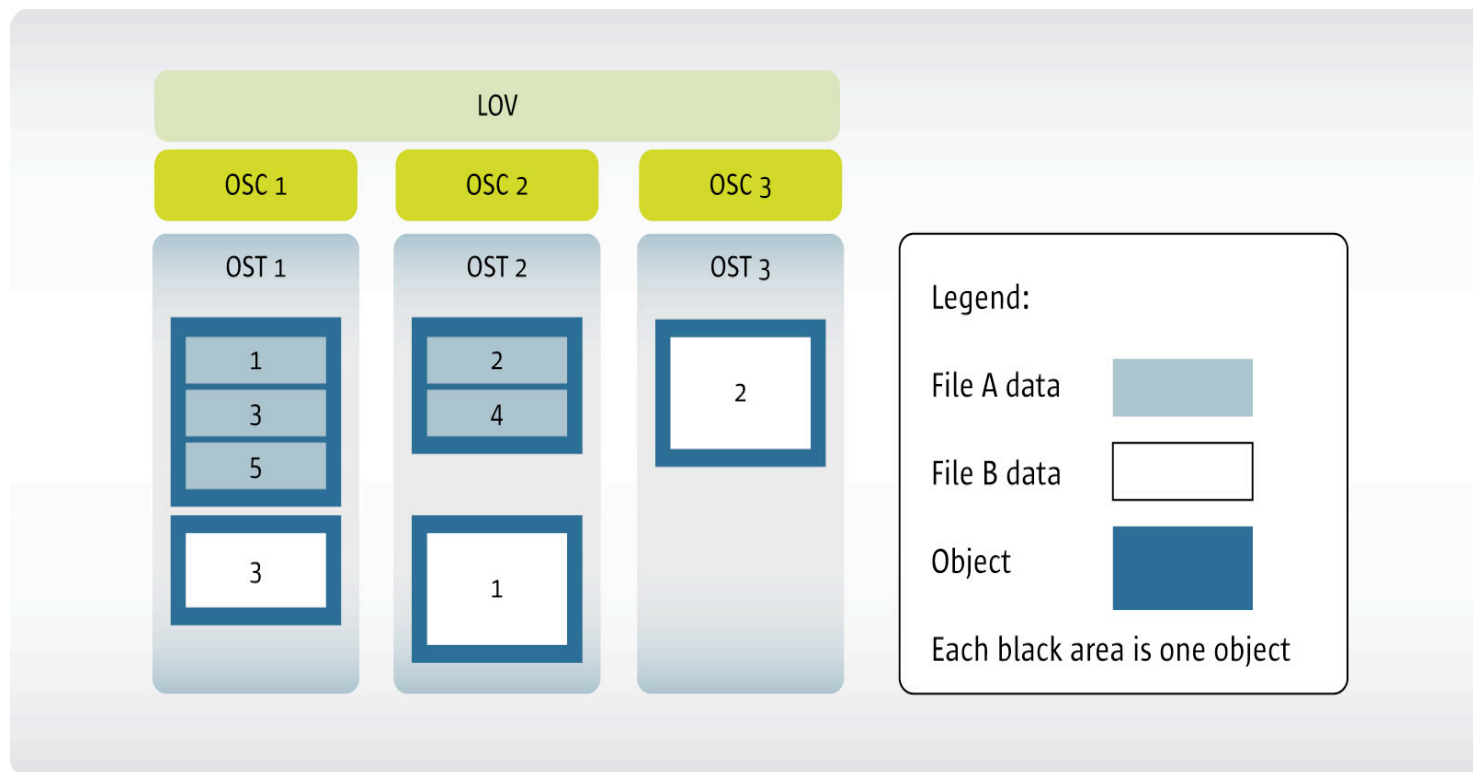 LOV
OSC 1
OSC 2
OSC 3
OST 1
OST 2
OST 3
1
3
5
3
2
4
1
2
Legend:
File A data
File B data
Object
Each black area is one object